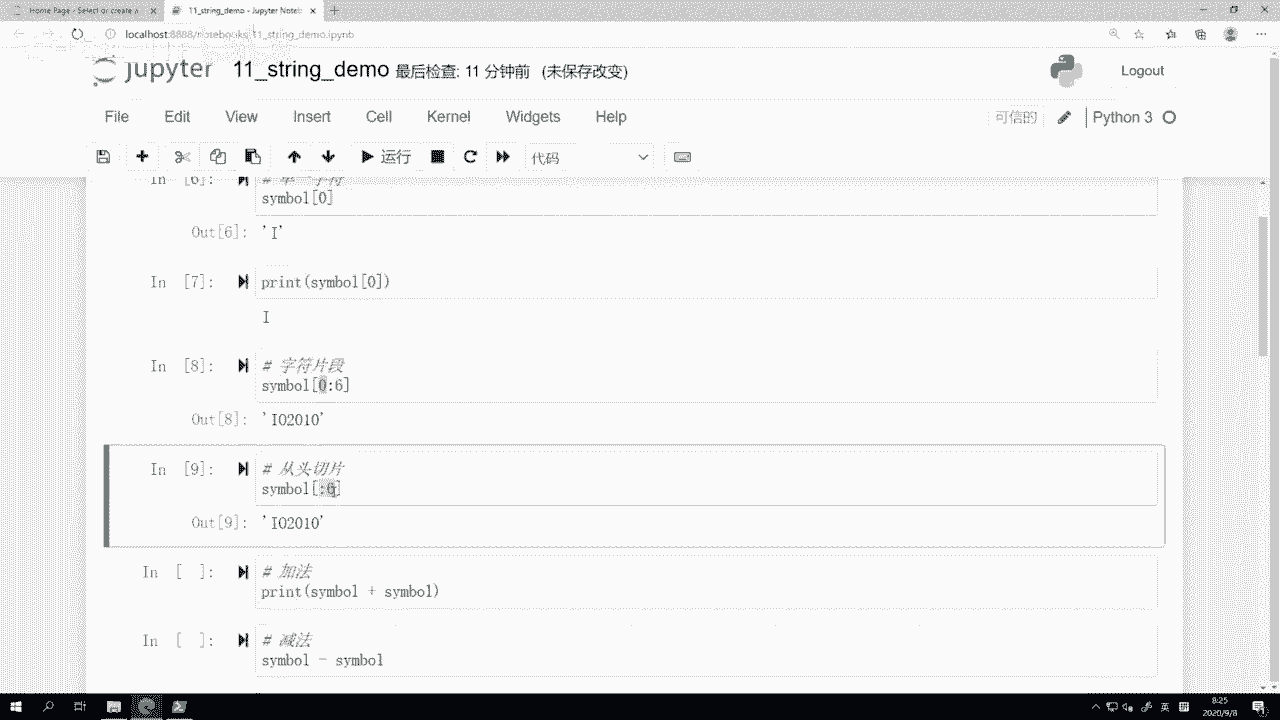 Home Page - Select or create a
11_string_demo - Jupyter Noteb
localhost:8888/notebooks/11_string_demo.ipynb
jupyter 11_string_demo 最后检查: 11 分钟前 (未保存改变)
Logout
File Edit View Insert Cell Kernel Widgets Help
可信的 Python 3
运行 代码
In [6]: # 单一字符
symbol[0]
Out[6]: 'I'
In [7]: print(symbol[0])
I
In [8]: # 字符片段
symbol[0:6]
Out[8]: 'IO2010'
In [9]: # 从头切片
symbol[:6]
Out[9]: 'IO2010'
In [ ]: # 加法
print(symbol + symbol)
In [ ]: # 减法
symbol - symbol
英 拼
8:25
2020/9/8